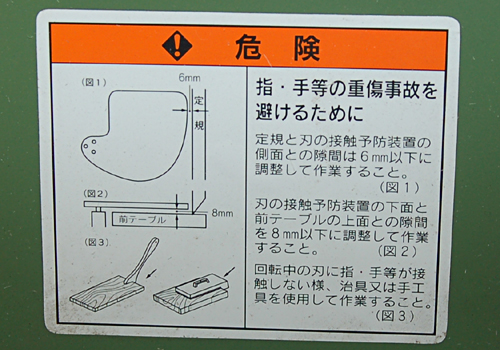 危険
(図1)
6mm
定規
(図2)
前テーブル
8mm
(図3)
指・手等の重傷事故を
避けるために
定規と刃の接触予防装置の
側面との隙間は6mm以下に
調整して作業すること。
(図1)
刃の接触予防装置の下面と
前テーブルの上面との隙間
を8mm以下に調整して作業
すること。 (図2)
回転中の刃に指・手等が接
触しない様、治具又は手工
具を使用して作業すること。
(図3)